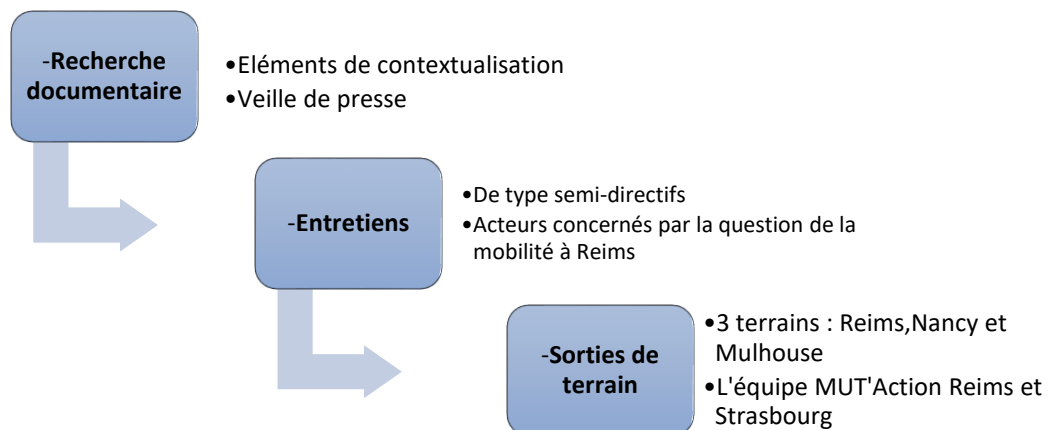 -Recherche
documentaire
•Eléments de contextualisation
•Veille de presse
-Entretiens
•De type semi-directifs
•Acteurs concernés par la question de la
mobilité à Reims
-Sorties de
terrain
•3 terrains : Reims,Nancy et
Mulhouse
•L'équipe MUT'Action Reims et
Strasbourg